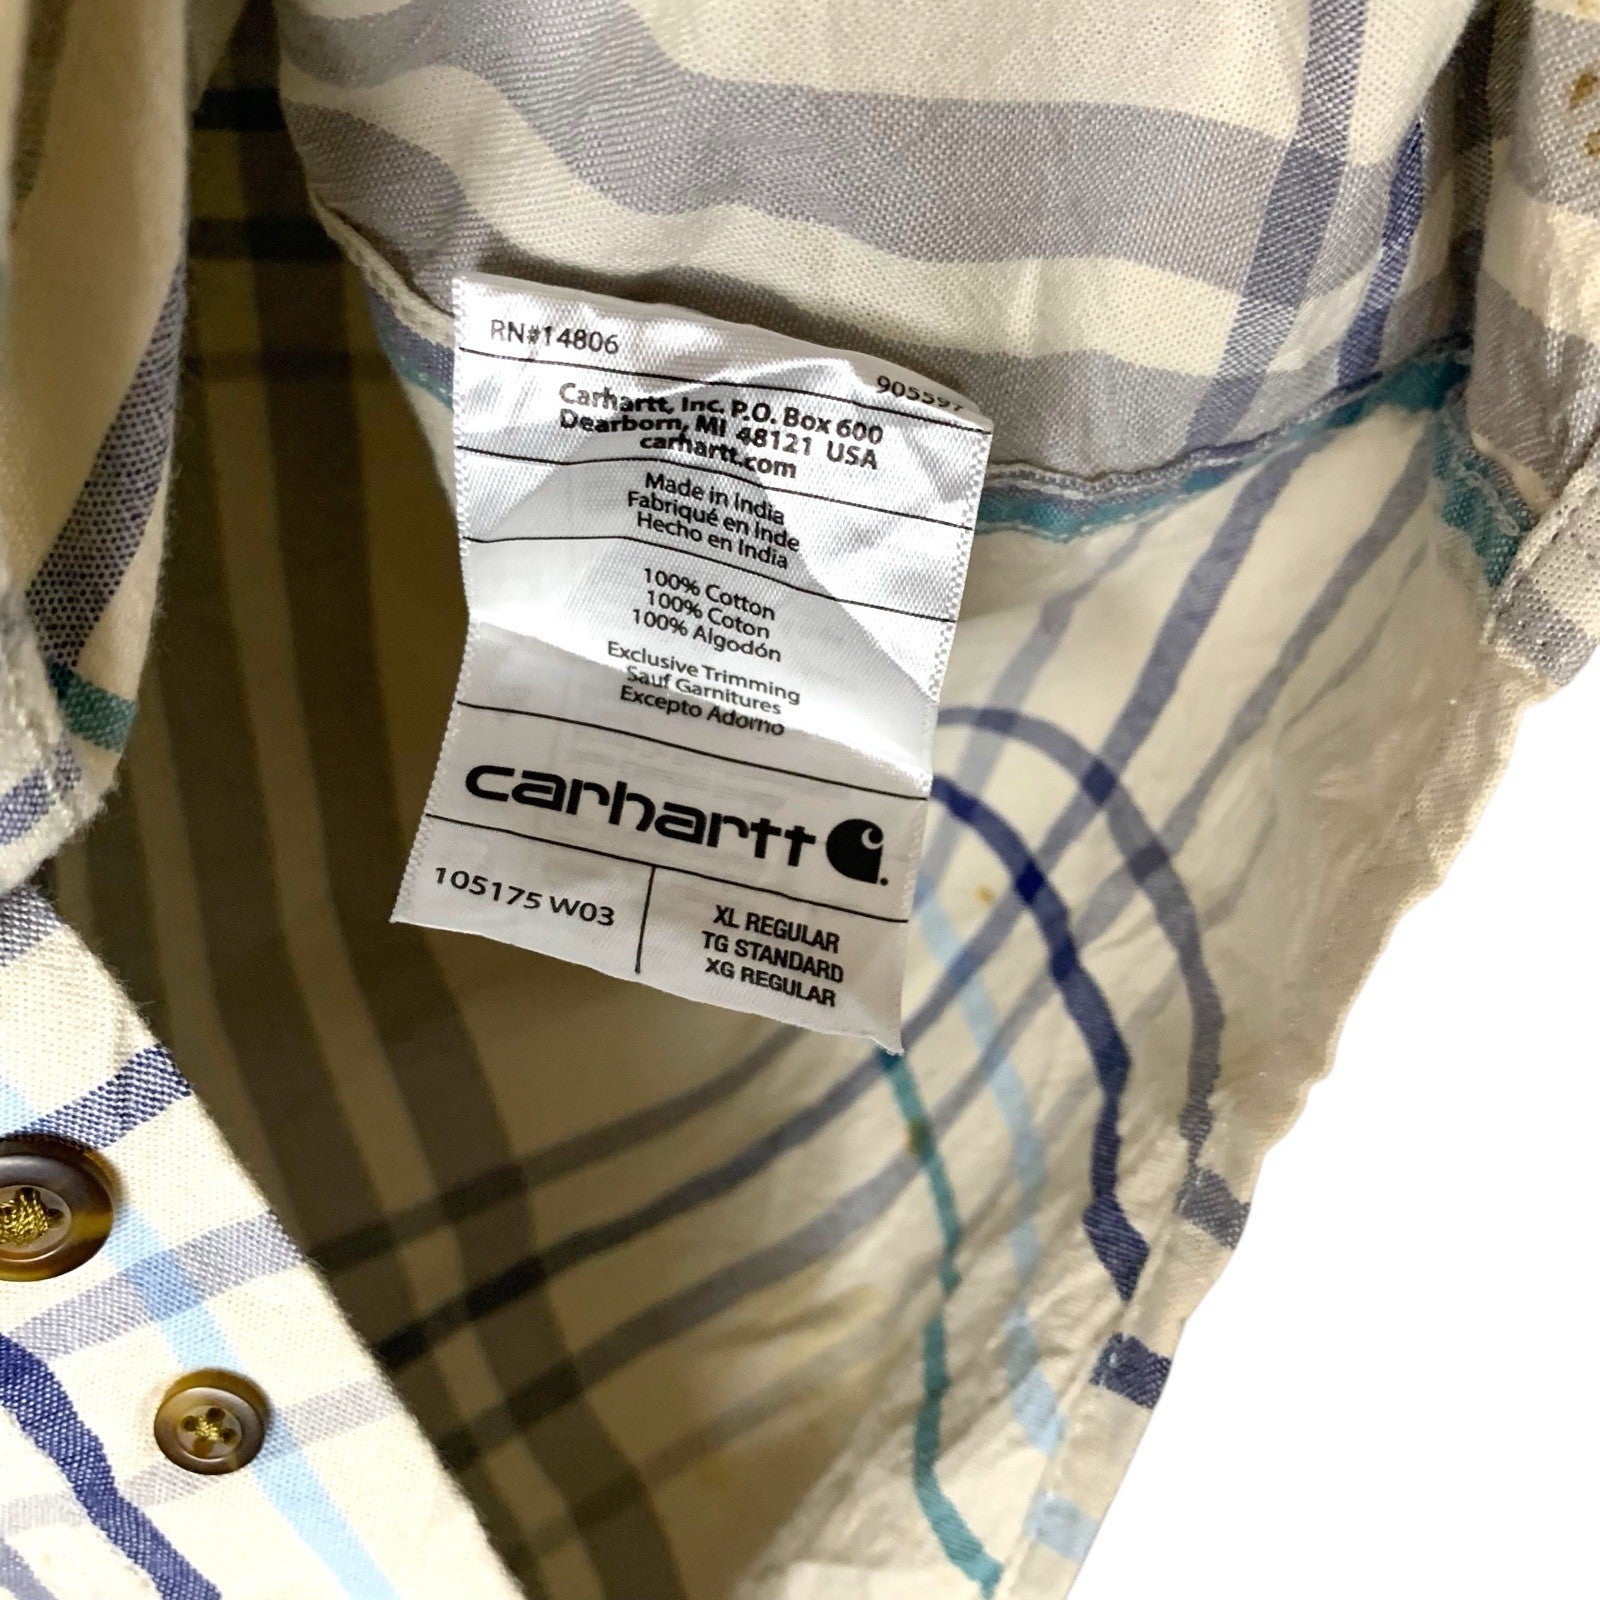 RN#14806
905597
Carhartt, Inc. P.O. Box 600
Dearborn, MI 48121 USA
carhartt.com
Made in India
Fabriqué en Inde
Hecho en India
100% Cotton
100% Coton
100% Algodón
Exclusive Trimming
Sauf Garnitures
Excepto Adorno
carhartt
105175 W03
XL REGULAR
TG STANDARD
XG REGULAR